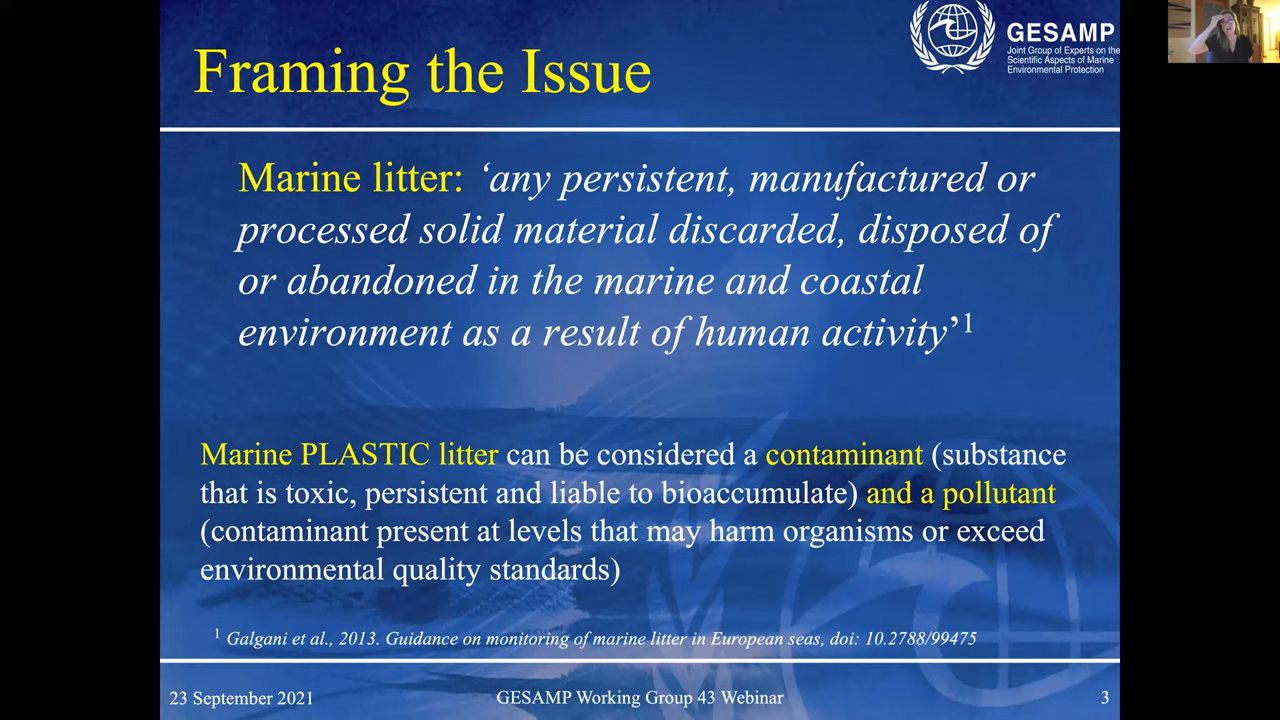 GESAMP
Joint Group of Experts on the
Scientific Aspects of Marine
Environmental Protection
Framing the Issue
Marine litter: ‘any persistent, manufactured or
processed solid material discarded, disposed of
or abandoned in the marine and coastal
environment as a result of human activity’1
Marine PLASTIC litter can be considered a contaminant (substance
that is toxic, persistent and liable to bioaccumulate) and a pollutant
(contaminant present at levels that may harm organisms or exceed
environmental quality standards)
1 Galgani et al., 2013. Guidance on monitoring of marine litter in European seas, doi: 10.2788/99475
23 September 2021
GESAMP Working Group 43 Webinar
3